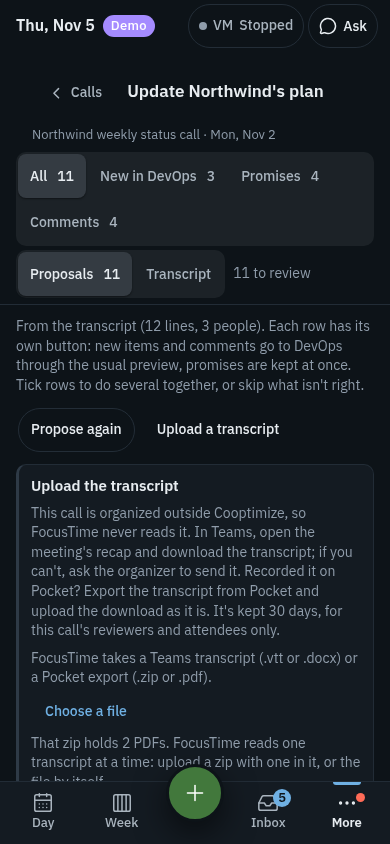 Thu, Nov 5 Demo VM Stopped Ask
Calls Update Northwind's plan
Northwind weekly status call · Mon, Nov 2
All 11 New in DevOps 3 Promises 4
Comments 4
Proposals 11 Transcript 11 to review
From the transcript (12 lines, 3 people). Each row has its
own button: new items and comments go to DevOps
through the usual preview, promises are kept at once.
Tick rows to do several together, or skip what isn't right.
Propose again Upload a transcript
Upload the transcript
This call is organized outside Cooptimize, so
FocusTime never reads it. In Teams, open the
meeting's recap and download the transcript; if you
can't, ask the organizer to send it. Recorded it on
Pocket? Export the transcript from Pocket and
upload the download as it is. It's kept 30 days, for
this call's reviewers and attendees only.
FocusTime takes a Teams transcript (.vtt or .docx) or
a Pocket export (.zip or .pdf).
Choose a file
That zip holds 2 PDFs. FocusTime reads one
transcript at a time: upload a zip with one in it, or the
file by itself.
Day Week Inbox 5 More